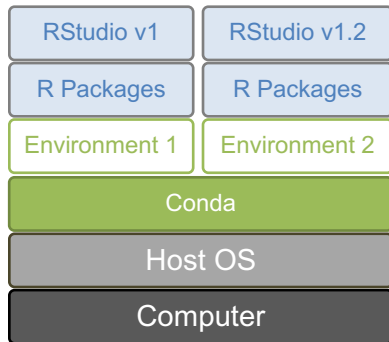 RStudio v1 RStudio v1.2
R Packages R Packages
Environment 1 Environment 2
Conda
Host OS
Computer